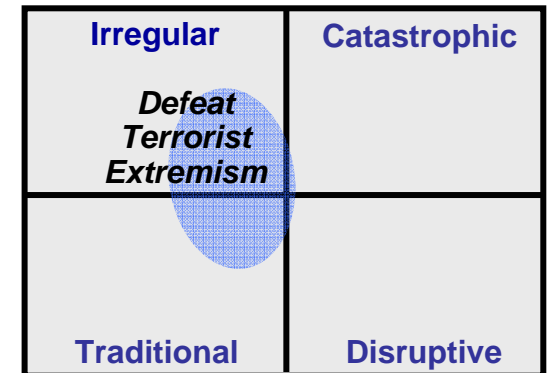 Irregular
Catastrophic
Defeat
Terrorist
Extremism
Traditional
Disruptive